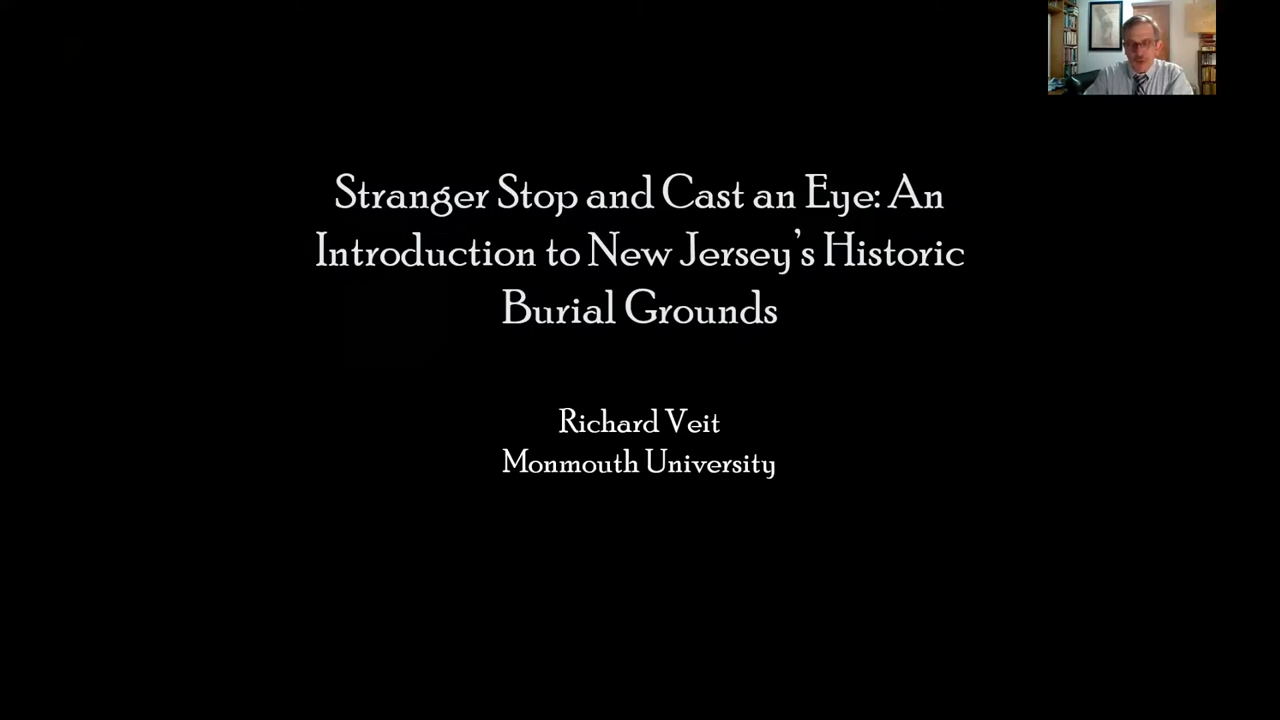 Stranger Stop and Cast an Eye: An
Introduction to New Jersey’s Historic
Burial Grounds
Richard Veit
Monmouth University